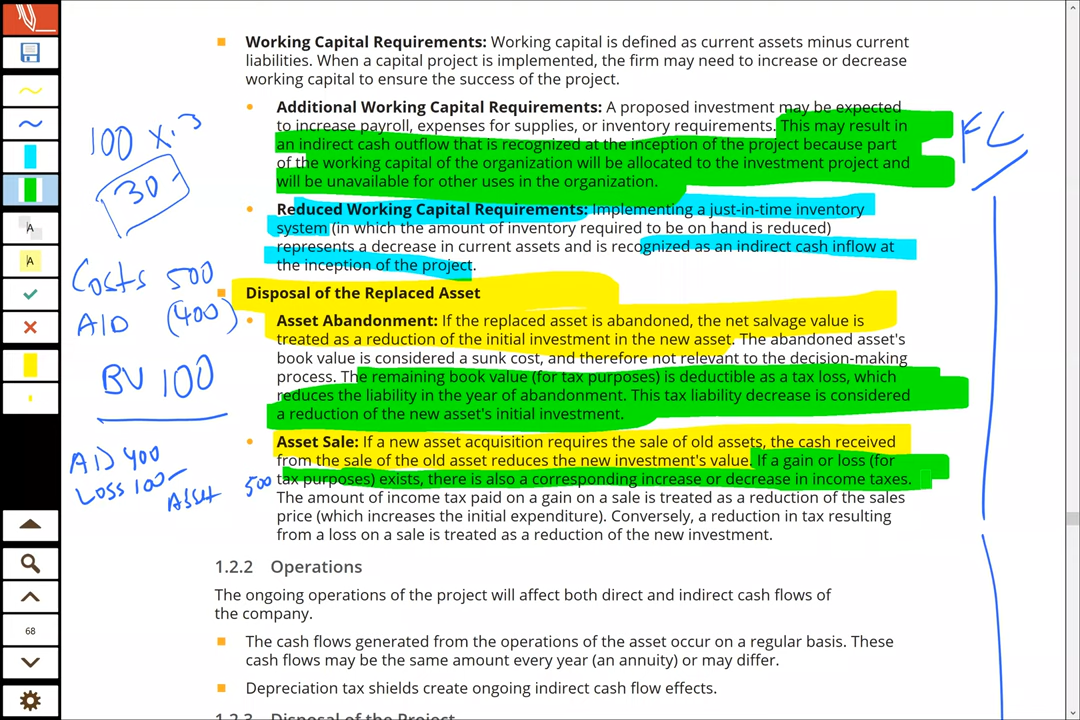 Working Capital Requirements: Working capital is defined as current assets minus current
liabilities. When a capital project is implemented, the firm may need to increase or decrease
working capital to ensure the success of the project.
Additional Working Capital Requirements: A proposed investment may be expected
to increase payroll, expenses for supplies, or inventory requirements. This may result in
an indirect cash outflow that is recognized at the inception of the project because part
of the working capital of the organization will be allocated to the investment project and
will be unavailable for other uses in the organization.
Reduced Working Capital Requirements: Implementing a just-in-time inventory
system (in which the amount of inventory required to be on hand is reduced)
represents a decrease in current assets and is recognized as an indirect cash inflow at
the inception of the project.
Disposal of the Replaced Asset
Asset Abandonment: If the replaced asset is abandoned, the net salvage value is
treated as a reduction of the initial investment in the new asset. The abandoned asset's
book value is considered a sunk cost, and therefore not relevant to the decision-making
process. The remaining book value (for tax purposes) is deductible as a tax loss, which
reduces the liability in the year of abandonment. This tax liability decrease is considered
a reduction of the new asset's initial investment.
Asset Sale: If a new asset acquisition requires the sale of old assets, the cash received
from the sale of the old asset reduces the new investment's value. If a gain or loss (for
tax purposes) exists, there is also a corresponding increase or decrease in income taxes.
The amount of income tax paid on a gain on a sale is treated as a reduction of the sales
price (which increases the initial expenditure). Conversely, a reduction in tax resulting
from a loss on a sale is treated as a reduction of the new investment.
1.2.2 Operations
The ongoing operations of the project will affect both direct and indirect cash flows of
the company.
The cash flows generated from the operations of the asset occur on a regular basis. These
cash flows may be the same amount every year (an annuity) or may differ.
Depreciation tax shields create ongoing indirect cash flow effects.
1.2.3 Disposal of the Project
100 x .3
30
Costs 500
A/D (400)
BV 100
A/D 400
Loss 100
Asset 500
A
A
68